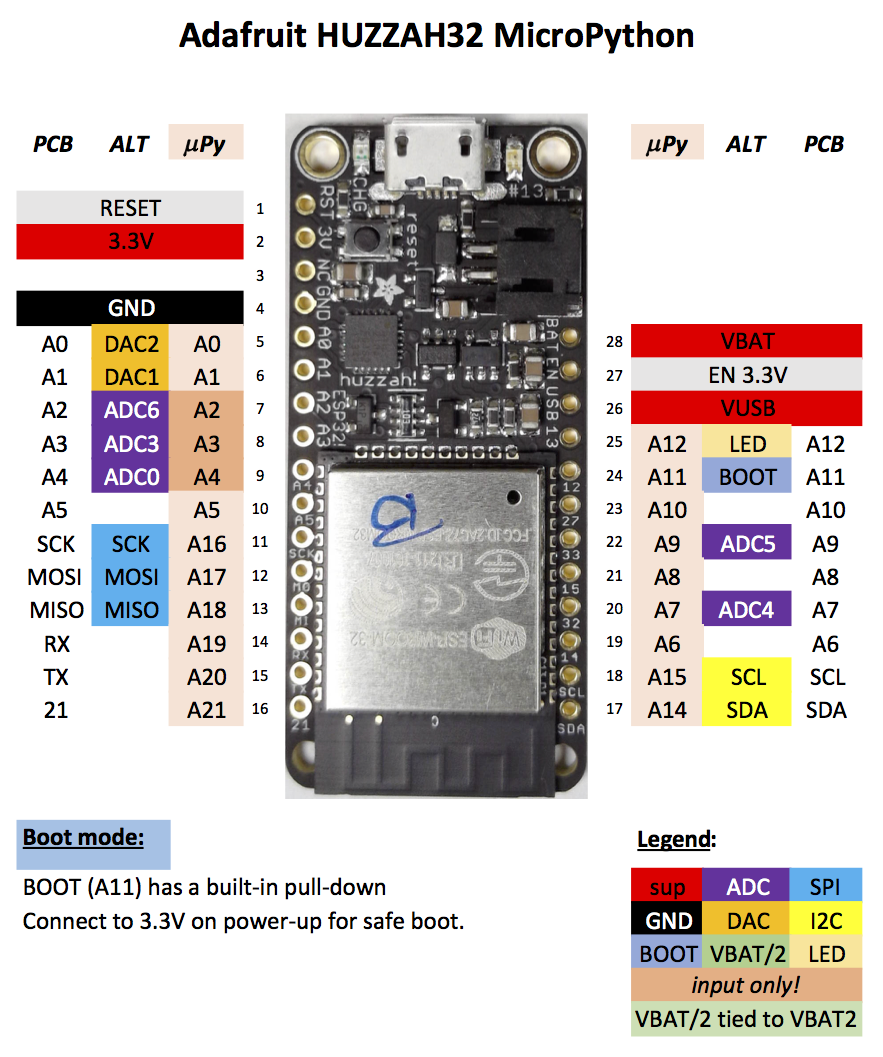 Adafruit HUZZAH32 MicroPython
PCB ALT µPy
RESET 1
3.3V 2
3
GND 4
A0 DAC2 A0 5
A1 DAC1 A1 6
A2 ADC6 A2 7
A3 ADC3 A3 8
A4 ADC0 A4 9
A5 A5 10
SCK SCK A16 11
MOSI MOSI A17 12
MISO MISO A18 13
RX A19 14
TX A20 15
21 A21 16
RST
3V
NC
GND
A0
A1
A2
A3
A4
A5
SCK
M0
MI
RX
TX
21
CHG
reset
#13
huzzah!
ESP32!
BAT
EN
USB
13
12
27
33
15
32
14
SCL
SDA
WiFi
ESP-WROOM-32
CE
µPy ALT PCB
28 VBAT
27 EN 3.3V
26 VUSB
25 A12 LED A12
24 A11 BOOT A11
23 A10 A10
22 A9 ADC5 A9
21 A8 A8
20 A7 ADC4 A7
19 A6 A6
18 A15 SCL SCL
17 A14 SDA SDA
Boot mode:
BOOT (A11) has a built-in pull-down
Connect to 3.3V on power-up for safe boot.
Legend:
sup ADC SPI
GND DAC I2C
BOOT VBAT/2 LED
input only!
VBAT/2 tied to VBAT2